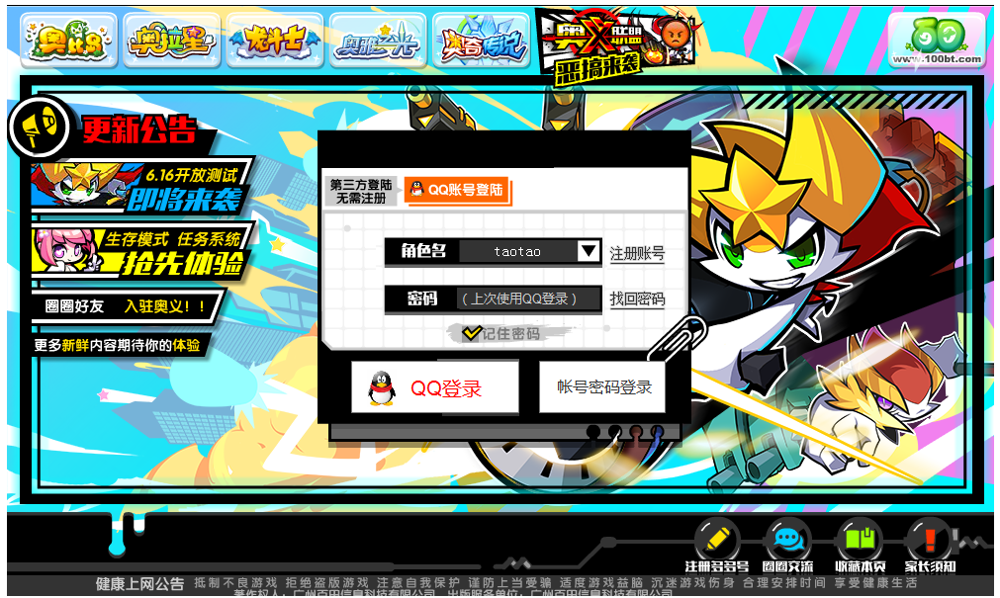 奥比岛
奥拉星
龙斗士
奥雅之光
奥奇传说
奥X
联盟
恶搞来袭
www.100bt.com
更新公告
6.16开放测试
即将来袭
生存模式 任务系统
抢先体验
圈圈好友 入驻奥义！！
更多新鲜内容期待你的体验
第三方登陆
无需注册
QQ账号登陆
角色名 taotao 注册账号
密码 (上次使用QQ登录) 找回密码
记住密码
QQ登录 帐号密码登录
注册多多号 圈圈交流 收藏本页 家长须知
健康上网公告 抵制不良游戏 拒绝盗版游戏 注意自我保护 谨防上当受骗 适度游戏益脑 沉迷游戏伤身 合理安排时间 享受健康生活
著作权人：广州百田信息科技有限公司 出版服务单位：广州百田信息科技有限公司